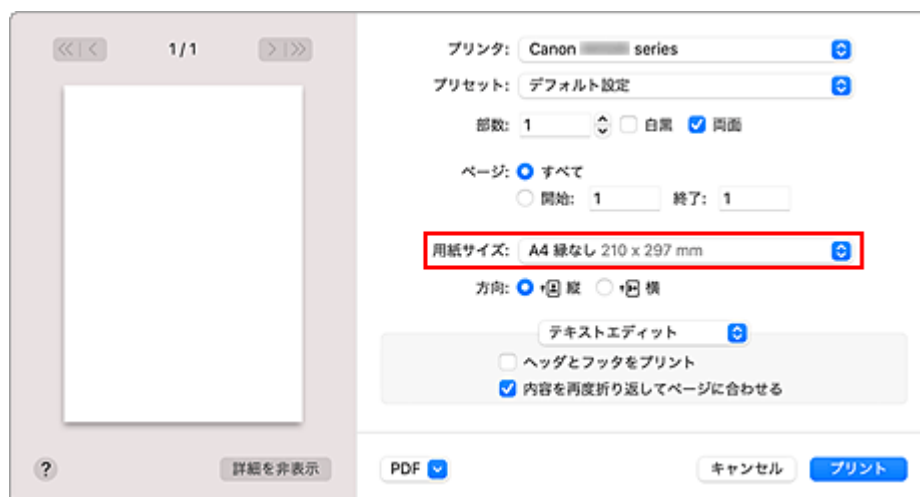 1/1
プリンタ: Canon series
プリセット: デフォルト設定
部数: 1 白黒 両面
ページ: すべて
開始: 1 終了: 1
用紙サイズ: A4 縁なし 210 x 297 mm
方向: 縦 横
テキストエディット
ヘッダとフッタをプリント
内容を再度折り返してページに合わせる
? 詳細を非表示 PDF キャンセル プリント